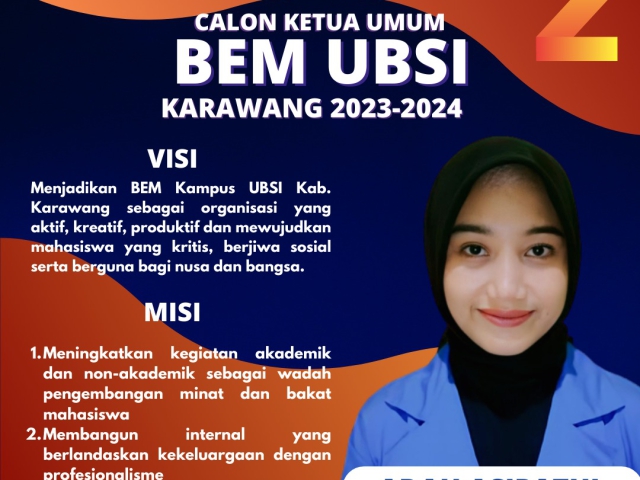 CALON KETUA UMUM
2
BEM UBSI
KARAWANG 2023-2024
VISI
Menjadikan BEM Kampus UBSI Kab.
Karawang sebagai organisasi yang
aktif, kreatif, produktif dan mewujudkan
mahasiswa yang kritis, berjiwa sosial
serta berguna bagi nusa dan bangsa.
MISI
1. Meningkatkan kegiatan akademik
dan non-akademik sebagai wadah
pengembangan minat dan bakat
mahasiswa
2. Membangun internal yang
berlandaskan kekeluargaan dengan
profesionalisme